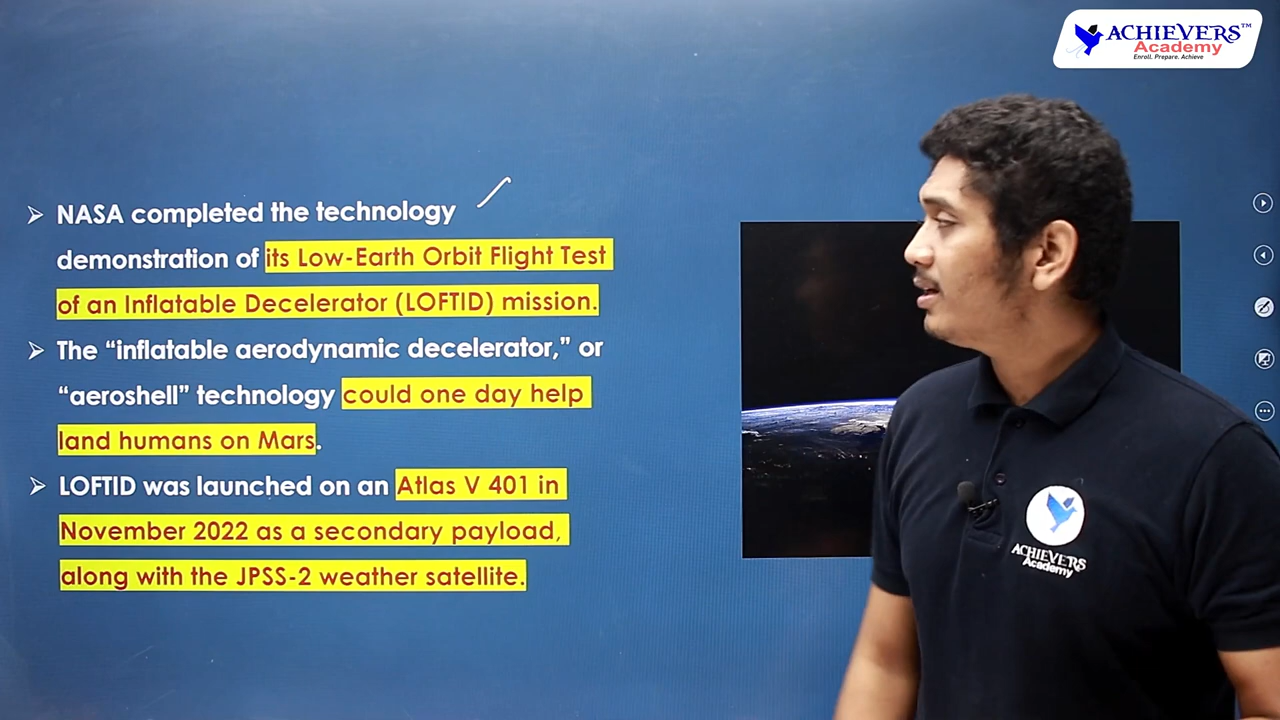 ACHIEVERS™
Academy
Enroll. Prepare. Achieve
➢ NASA completed the technology
demonstration of its Low-Earth Orbit Flight Test
of an Inflatable Decelerator (LOFTID) mission.
➢ The “inflatable aerodynamic decelerator,” or
“aeroshell” technology could one day help
land humans on Mars.
➢ LOFTID was launched on an Atlas V 401 in
November 2022 as a secondary payload,
along with the JPSS-2 weather satellite.
ACHIEVERS
Academy